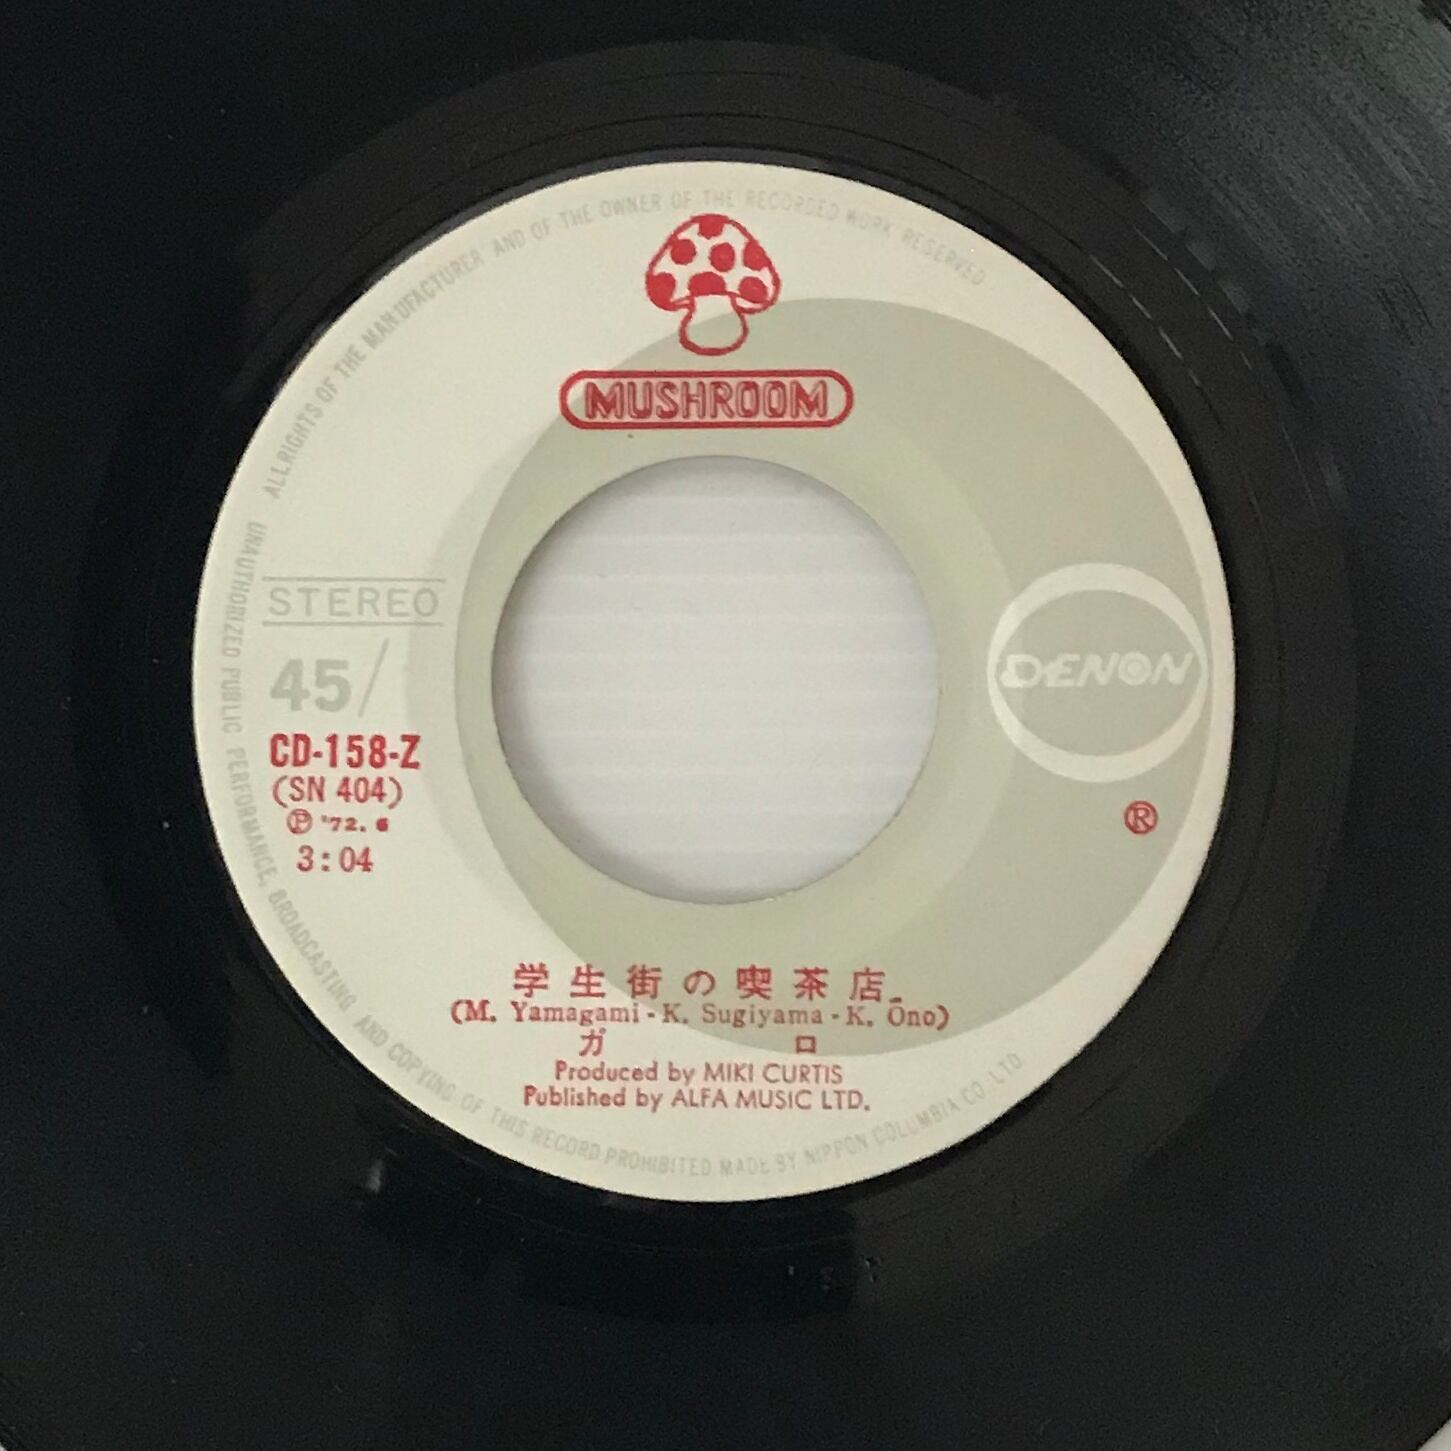 ALL RIGHTS OF THE MANUFACTURER AND OF THE OWNER OF THE RECORDED WORK RESERVED
MUSHROOM
STEREO
45/
DENON
CD-158-Z
(SN 404)
Ⓟ '72. 6
3:04
®
学生街の喫茶店
(M. Yamagami - K. Sugiyama - K. Ōno)
ガロ
Produced by MIKI CURTIS
Published by ALFA MUSIC LTD.
UNAUTHORIZED PUBLIC PERFORMANCE, BROADCASTING AND COPYING OF THIS RECORD PROHIBITED MADE BY NIPPON COLUMBIA CO., LTD.